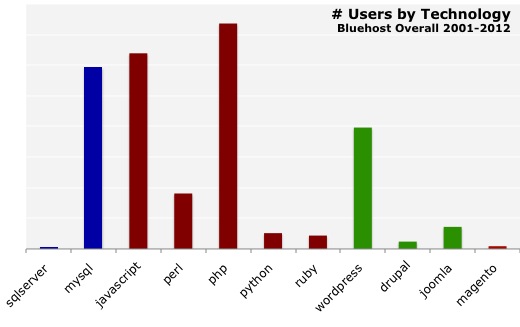 # Users by Technology
Bluehost Overall 2001-2012
sqlserver
mysql
javascript
perl
php
python
ruby
wordpress
drupal
joomla
magento